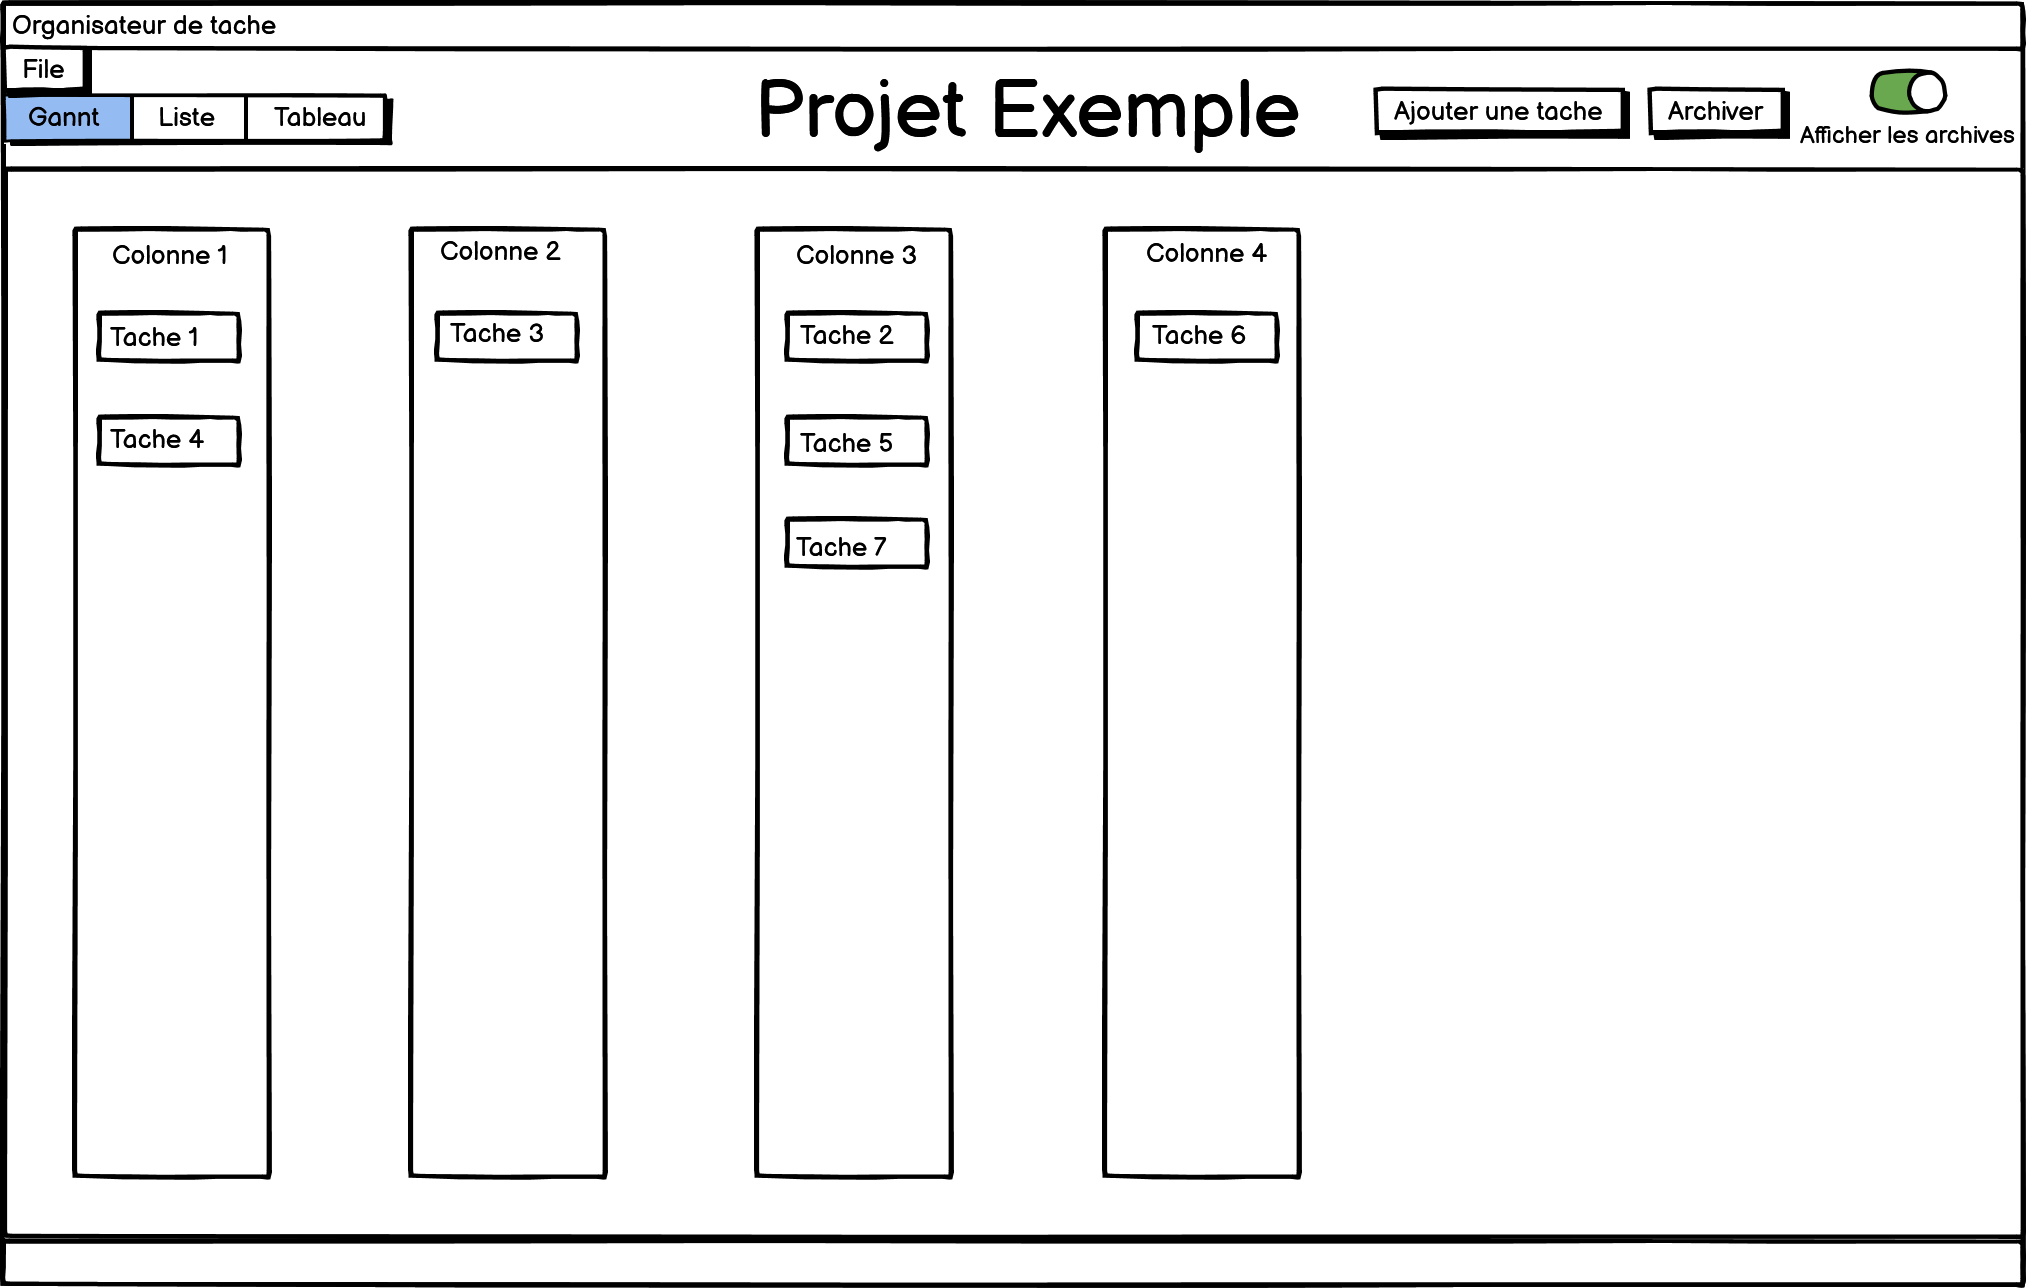 Organisateur de tache
File
Gannt Liste Tableau
Projet Exemple
Ajouter une tache
Archiver
Afficher les archives
Colonne 1
Tache 1
Tache 4
Colonne 2
Tache 3
Colonne 3
Tache 2
Tache 5
Tache 7
Colonne 4
Tache 6